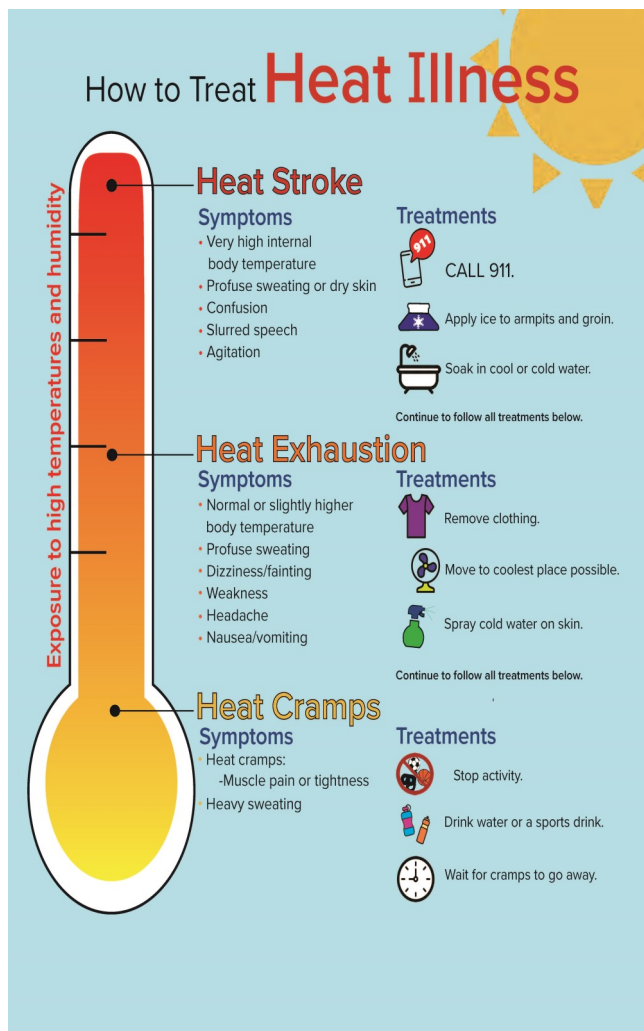 How to Treat Heat Illness
Exposure to high temperatures and humidity
Heat Stroke
Symptoms
• Very high internal
body temperature
• Profuse sweating or dry skin
• Confusion
• Slurred speech
• Agitation
Treatments
911
CALL 911.
Apply ice to armpits and groin.
Soak in cool or cold water.
Continue to follow all treatments below.
Heat Exhaustion
Symptoms
• Normal or slightly higher
body temperature
• Profuse sweating
• Dizziness/fainting
• Weakness
• Headache
• Nausea/vomiting
Treatments
Remove clothing.
Move to coolest place possible.
Spray cold water on skin.
Continue to follow all treatments below.
Heat Cramps
Symptoms
• Heat cramps:
-Muscle pain or tightness
• Heavy sweating
Treatments
Stop activity.
Drink water or a sports drink.
Wait for cramps to go away.